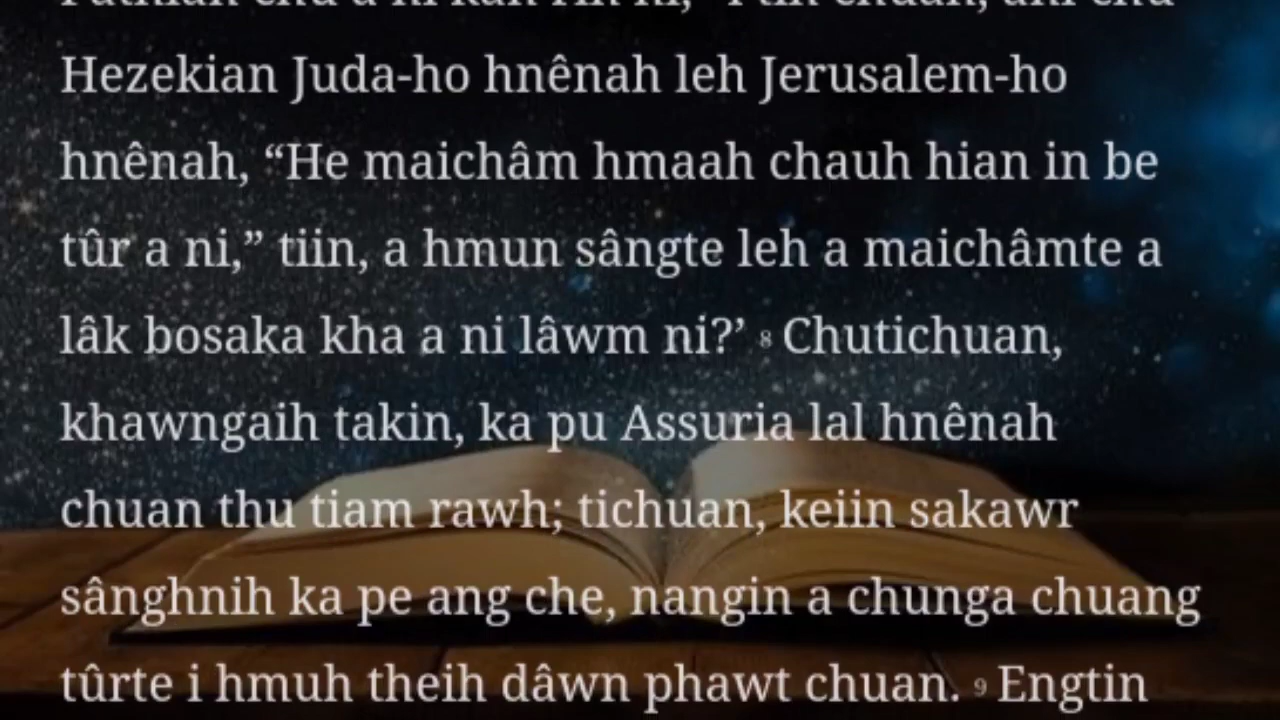 Hezekian Juda-ho hnênah leh Jerusalem-ho
hnênah, “He maichâm hmaah chauh hian in be
tûr a ni,” tiin, a hmun sângte leh a maichâmte a
lâk bosaka kha a ni lâwm ni?’ 8 Chutichuan,
khawngaih takin, ka pu Assuria lal hnênah
chuan thu tiam rawh; tichuan, keiin sakawr
sânghnih ka pe ang che, nangin a chunga chuang
tûrte i hmuh theih dâwn phawt chuan. 9 Engtin